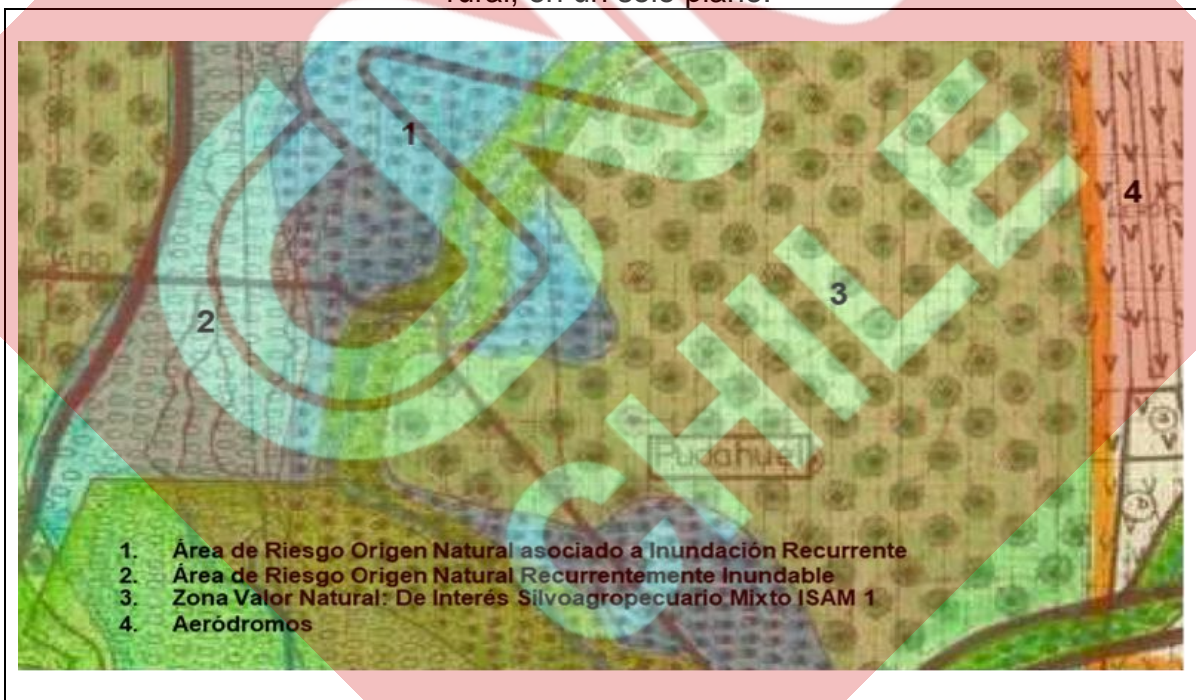 rural, en un solo plano.
1
4
3
2
Pudahuel
CHILE
1. Área de Riesgo Origen Natural asociado a Inundación Recurrente
2. Área de Riesgo Origen Natural Recurrentemente Inundable
3. Zona Valor Natural: De Interés Silvoagropecuario Mixto ISAM 1
4. Aeródromos